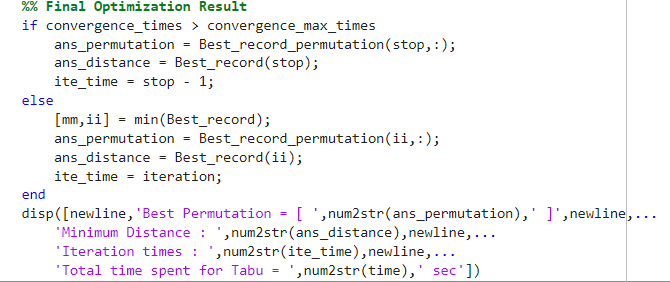 %% Final Optimization Result
if convergence_times > convergence_max_times
    ans_permutation = Best_record_permutation(stop,:);
    ans_distance = Best_record(stop);
    ite_time = stop - 1;
else
    [mm,ii] = min(Best_record);
    ans_permutation = Best_record_permutation(ii,:);
    ans_distance = Best_record(ii);
    ite_time = iteration;
end
disp([newline,'Best Permutation = [ ',num2str(ans_permutation),' ]',newline,...
    'Minimum Distance : ',num2str(ans_distance),newline,...
    'Iteration times : ',num2str(ite_time),newline,...
    'Total time spent for Tabu = ',num2str(time),' sec'])